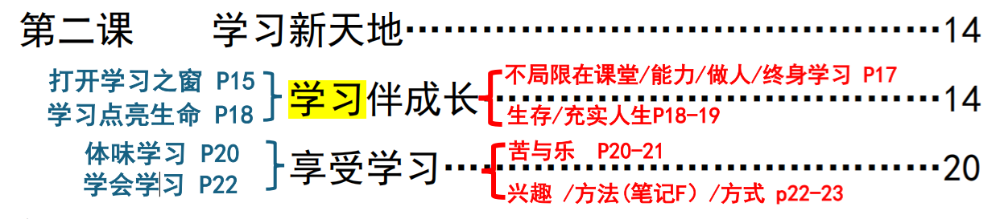 第二课 学习新天地………………………………………14
打开学习之窗 P15
学习点亮生命 P18
学习伴成长………………………………………14
不局限在课堂/能力/做人/终身学习 P17
生存/充实人生P18-19
体味学习 P20
学会学习 P22
享受学习………………………………………20
苦与乐 P20-21
兴趣 /方法(笔记F）/方式 p22-23